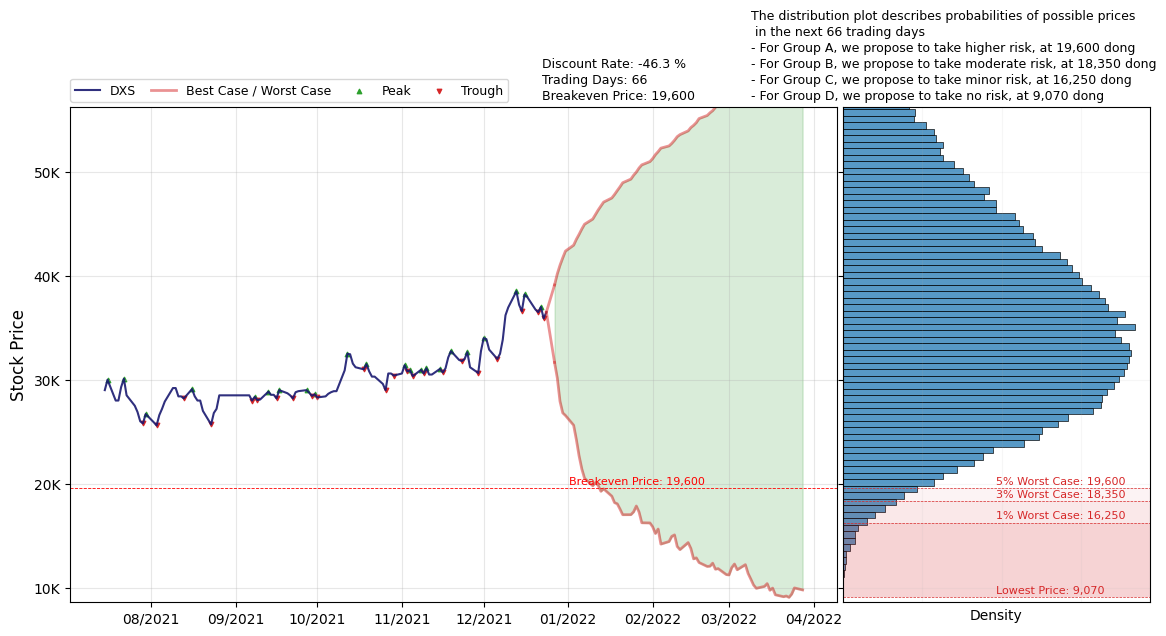 The distribution plot describes probabilities of possible prices
in the next 66 trading days
- For Group A, we propose to take higher risk, at 19,600 dong
- For Group B, we propose to take moderate risk, at 18,350 dong
- For Group C, we propose to take minor risk, at 16,250 dong
- For Group D, we propose to take no risk, at 9,070 dong
Discount Rate: -46.3 %
Trading Days: 66
Breakeven Price: 19,600
DXS Best Case / Worst Case Peak Trough
Stock Price
50K
40K
30K
20K
10K
Breakeven Price: 19,600
5% Worst Case: 19,600
3% Worst Case: 18,350
1% Worst Case: 16,250
Lowest Price: 9,070
08/2021 09/2021 10/2021 11/2021 12/2021 01/2022 02/2022 03/2022 04/2022
Density